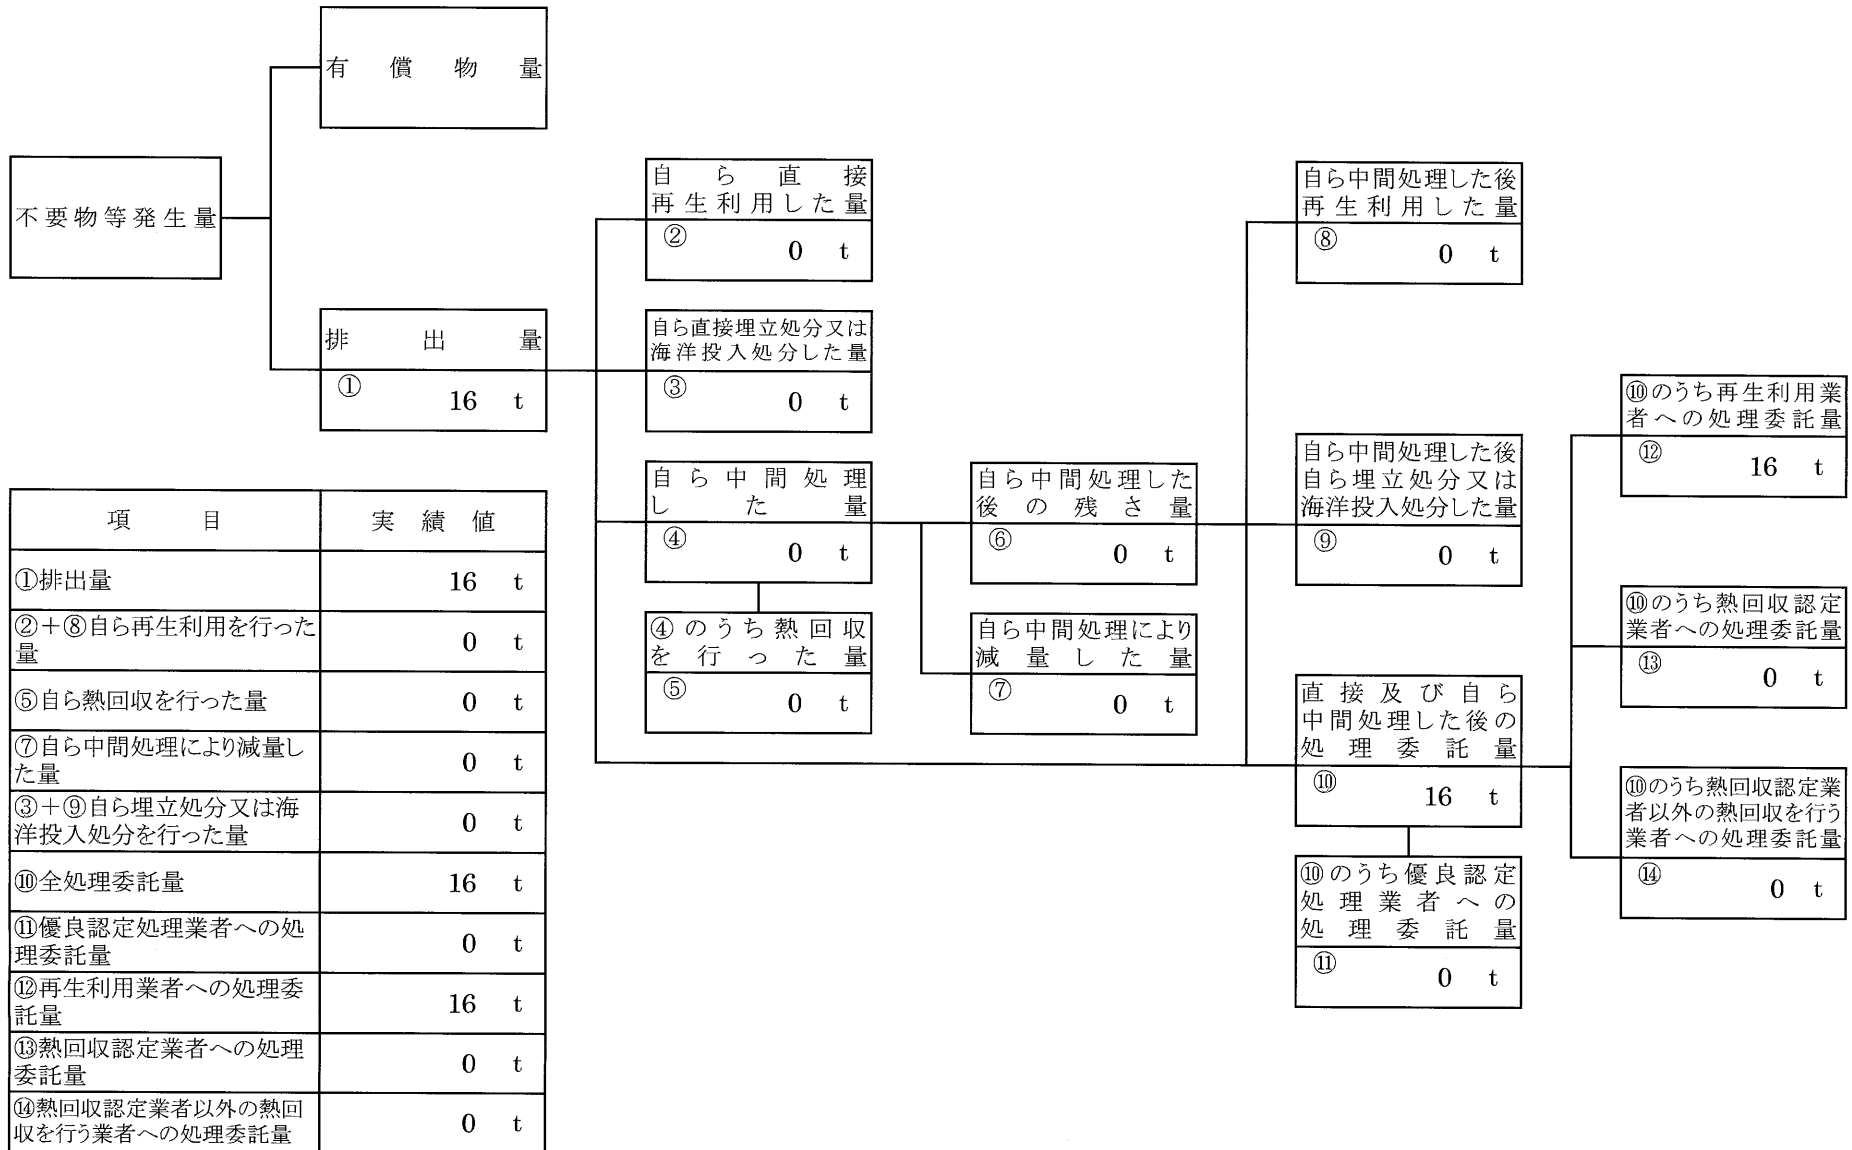 有償物量
不要物等発生量
排出量
① 16 t
自ら直接
再生利用した量
② 0 t
自ら直接埋立処分又は
海洋投入処分した量
③ 0 t
自ら中間処理
した量
④ 0 t
④のうち熱回収
を行った量
⑤ 0 t
自ら中間処理した
後の残さ量
⑥ 0 t
自ら中間処理により
減量した量
⑦ 0 t
自ら中間処理した後
再生利用した量
⑧ 0 t
自ら中間処理した後
自ら埋立処分又は
海洋投入処分した量
⑨ 0 t
直接及び自ら
中間処理した後の
処理委託量
⑩ 16 t
⑩のうち優良認定
処理業者への
処理委託量
⑪ 0 t
⑩のうち再生利用業
者への処理委託量
⑫ 16 t
⑩のうち熱回収認定
業者への処理委託量
⑬ 0 t
⑩のうち熱回収認定業
者以外の熱回収を行う
業者への処理委託量
⑭ 0 t
項目 実績値
①排出量 16 t
②+⑧自ら再生利用を行った
量 0 t
⑤自ら熱回収を行った量 0 t
⑦自ら中間処理により減量し
た量 0 t
③+⑨自ら埋立処分又は海
洋投入処分を行った量 0 t
⑩全処理委託量 16 t
⑪優良認定処理業者への処
理委託量 0 t
⑫再生利用業者への処理委
託量 16 t
⑬熱回収認定業者への処理
委託量 0 t
⑭熱回収認定業者以外の熱回
収を行う業者への処理委託量 0 t